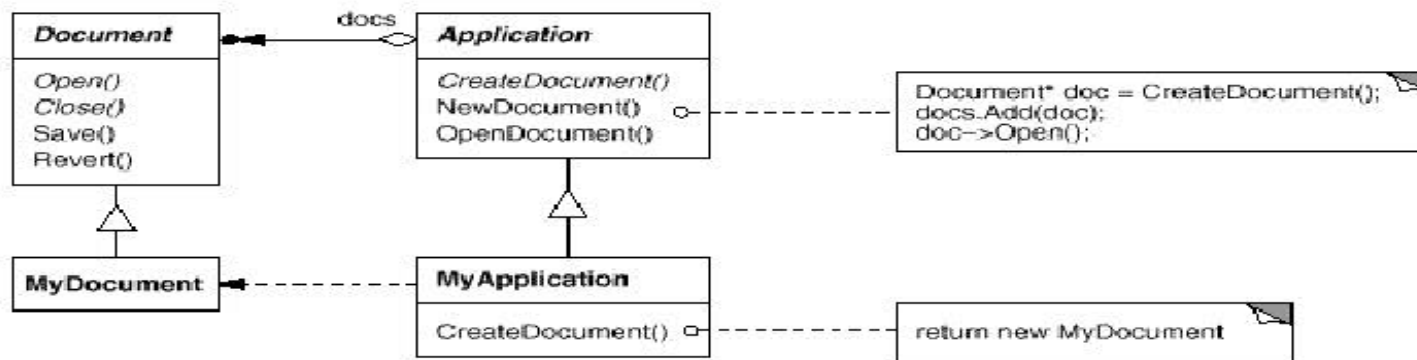 docs
Document
Open()
Close()
Save()
Revert()
Application
CreateDocument()
NewDocument()
OpenDocument()
Document* doc = CreateDocument();
docs.Add(doc);
doc->Open();
MyDocument
MyApplication
CreateDocument()
return new MyDocument